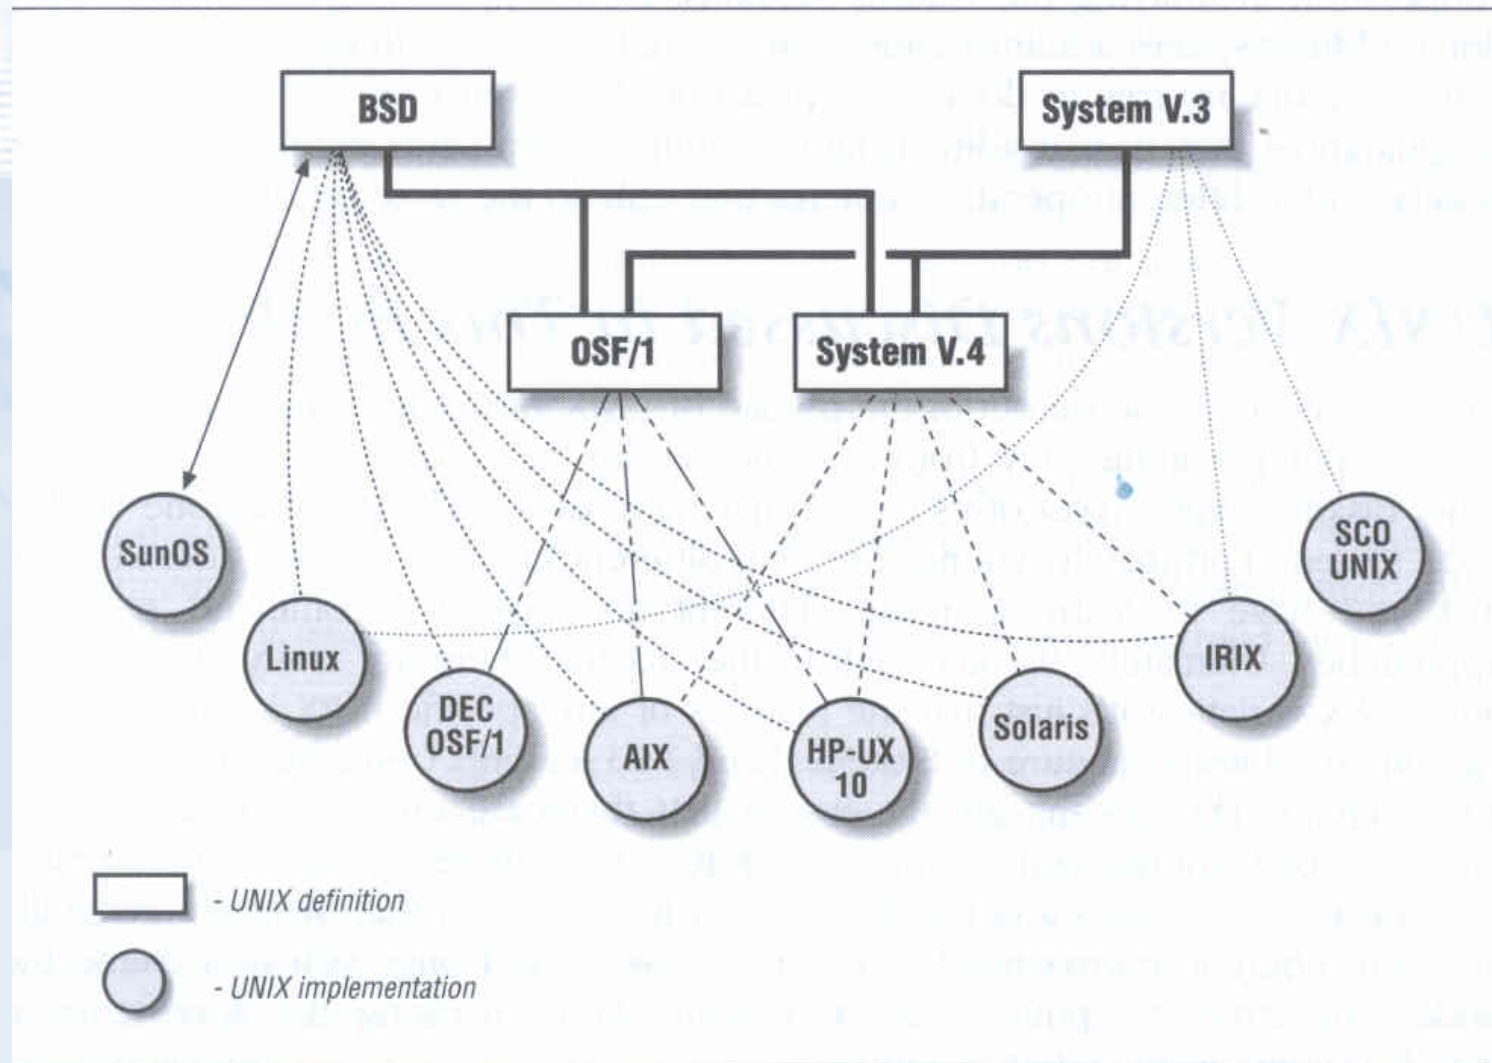 BSD
System V.3
OSF/1
System V.4
SunOS
Linux
DEC
OSF/1
AIX
HP-UX
10
Solaris
IRIX
SCO
UNIX
- UNIX definition
- UNIX implementation